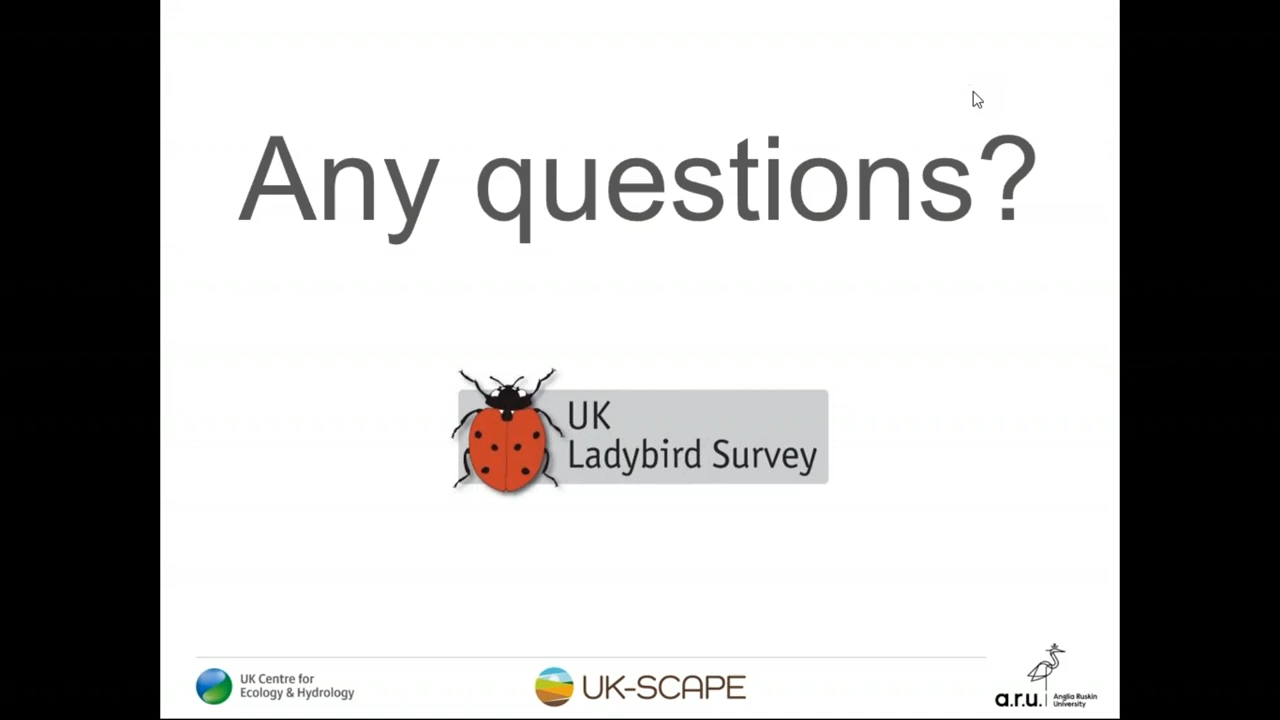 Any questions?
UK
Ladybird Survey
UK Centre for
Ecology & Hydrology
UK-SCAPE
a.r.u.
Anglia Ruskin
University